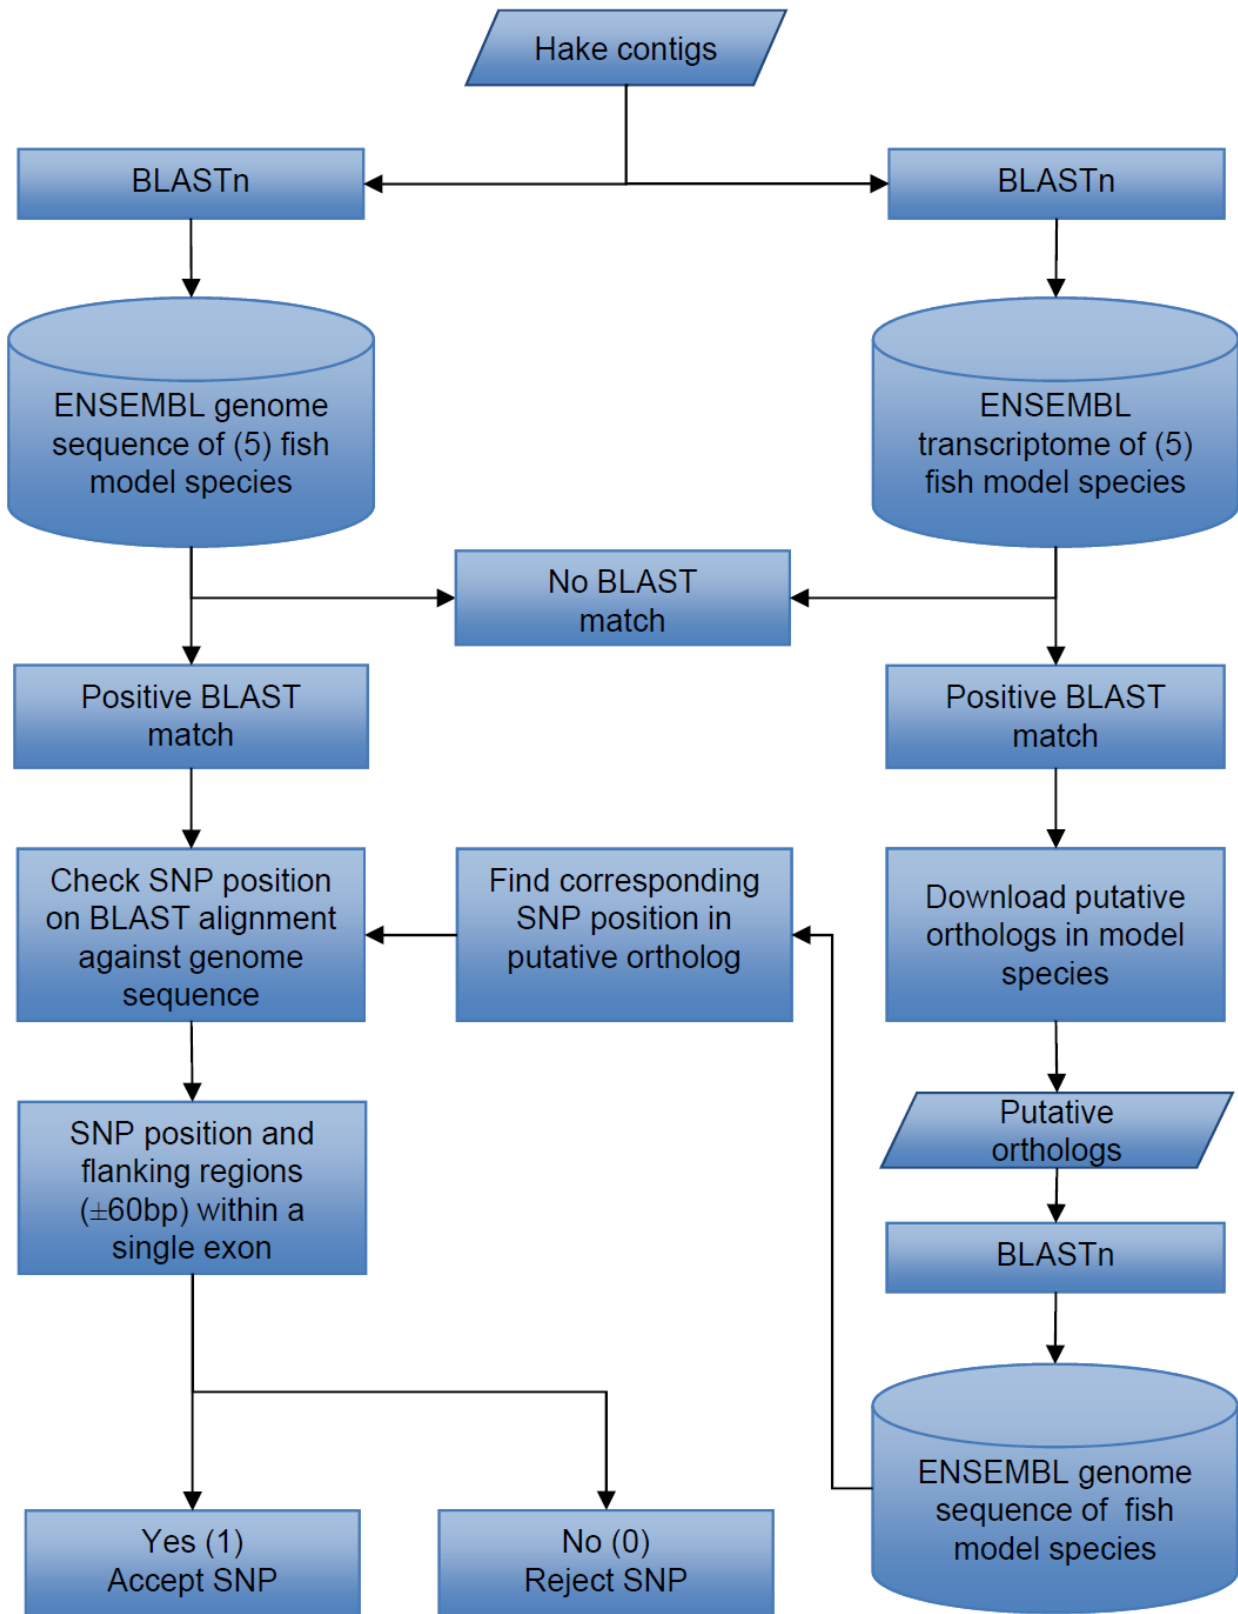 Hake contigs
BLASTn
BLASTn
ENSEMBL genome
sequence of (5) fish
model species
ENSEMBL
transcriptome of (5)
fish model species
No BLAST
match
Positive BLAST
match
Positive BLAST
match
Check SNP position
on BLAST alignment
against genome
sequence
Find corresponding
SNP position in
putative ortholog
Download putative
orthologs in model
species
SNP position and
flanking regions
(±60bp) within a
single exon
Putative
orthologs
BLASTn
ENSEMBL genome
sequence of  fish
model species
Yes (1)
Accept SNP
No (0)
Reject SNP